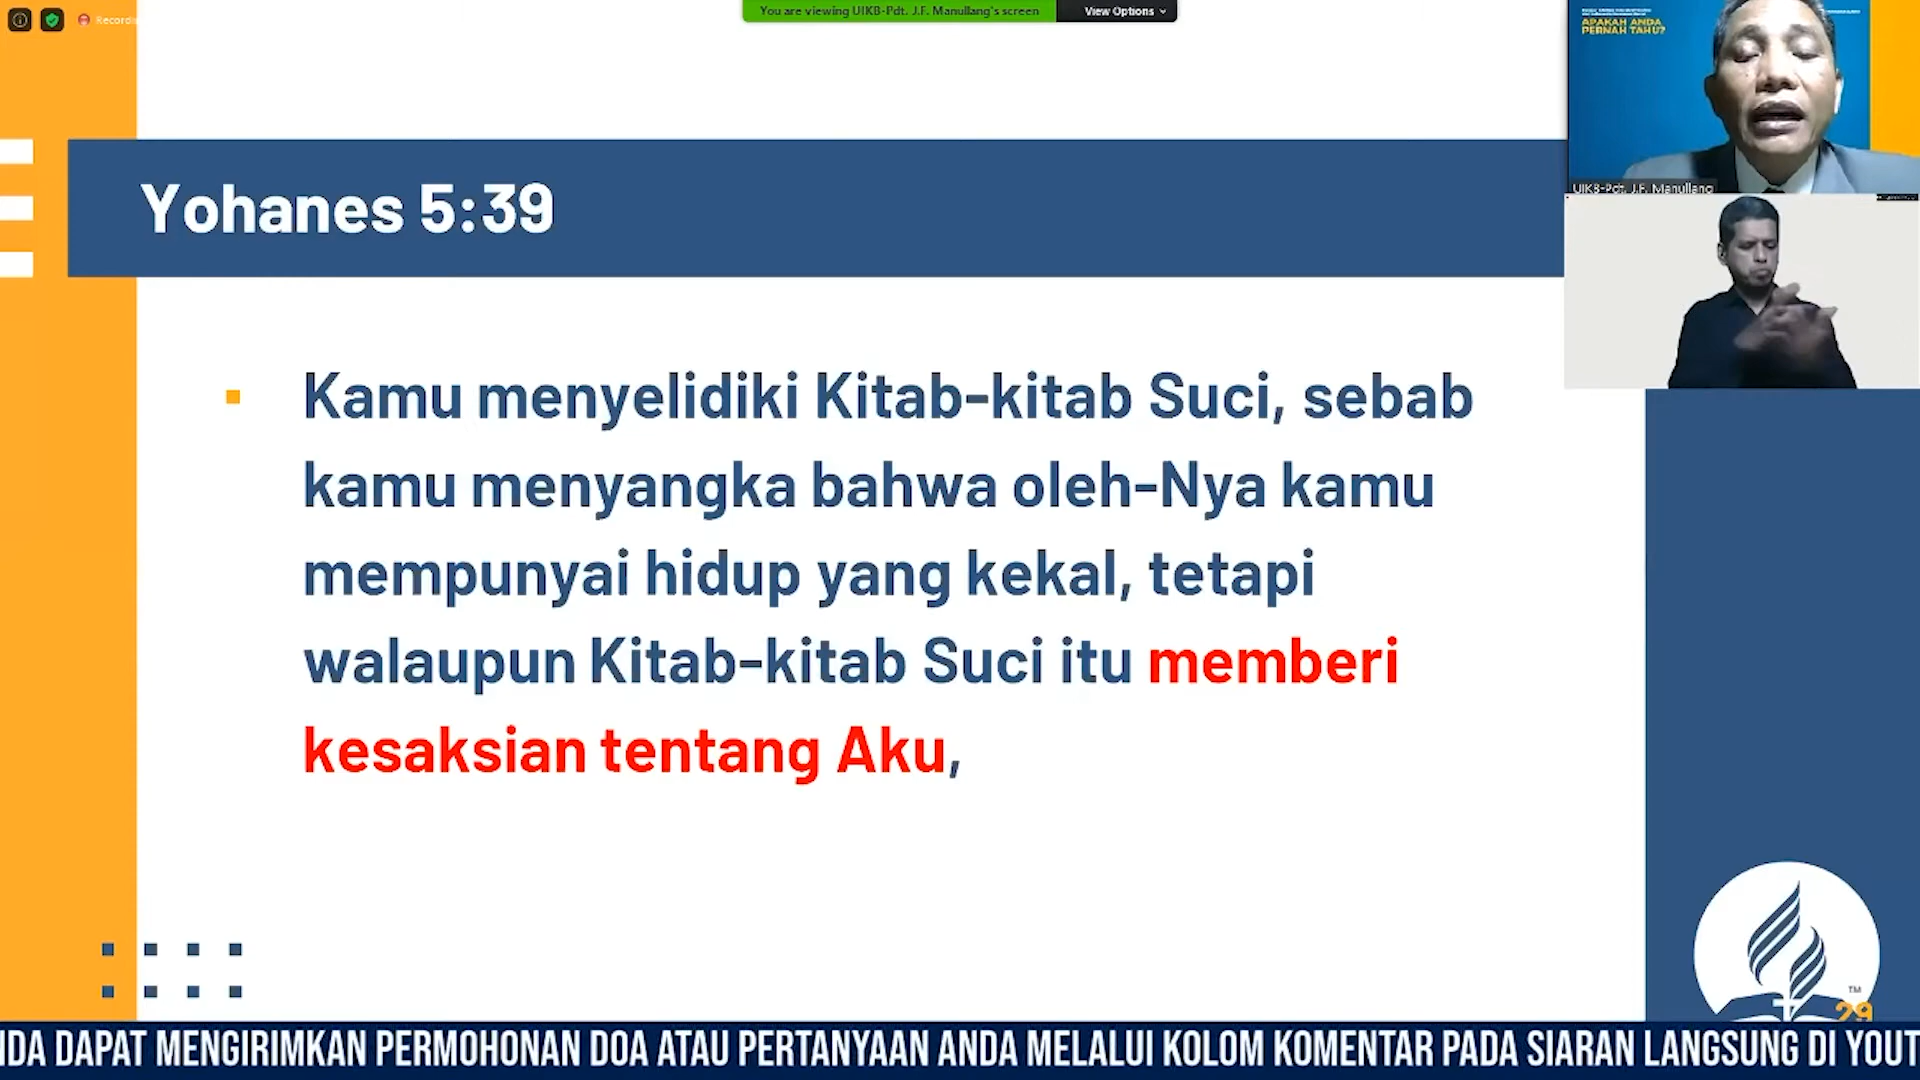 You are viewing UIKB-Pdt. J.F. Manullang's screen
View Options
APAKAH ANDA
PERNAH TAHU?
UIKB-Pdt. J.F. Manullang
Yohanes 5:39
Kamu menyelidiki Kitab-kitab Suci, sebab
kamu menyangka bahwa oleh-Nya kamu
mempunyai hidup yang kekal, tetapi
walaupun Kitab-kitab Suci itu memberi
kesaksian tentang Aku,
TM
29
NDA DAPAT MENGIRIMKAN PERMOHONAN DOA ATAU PERTANYAAN ANDA MELALUI KOLOM KOMENTAR PADA SIARAN LANGSUNG DI YOUT